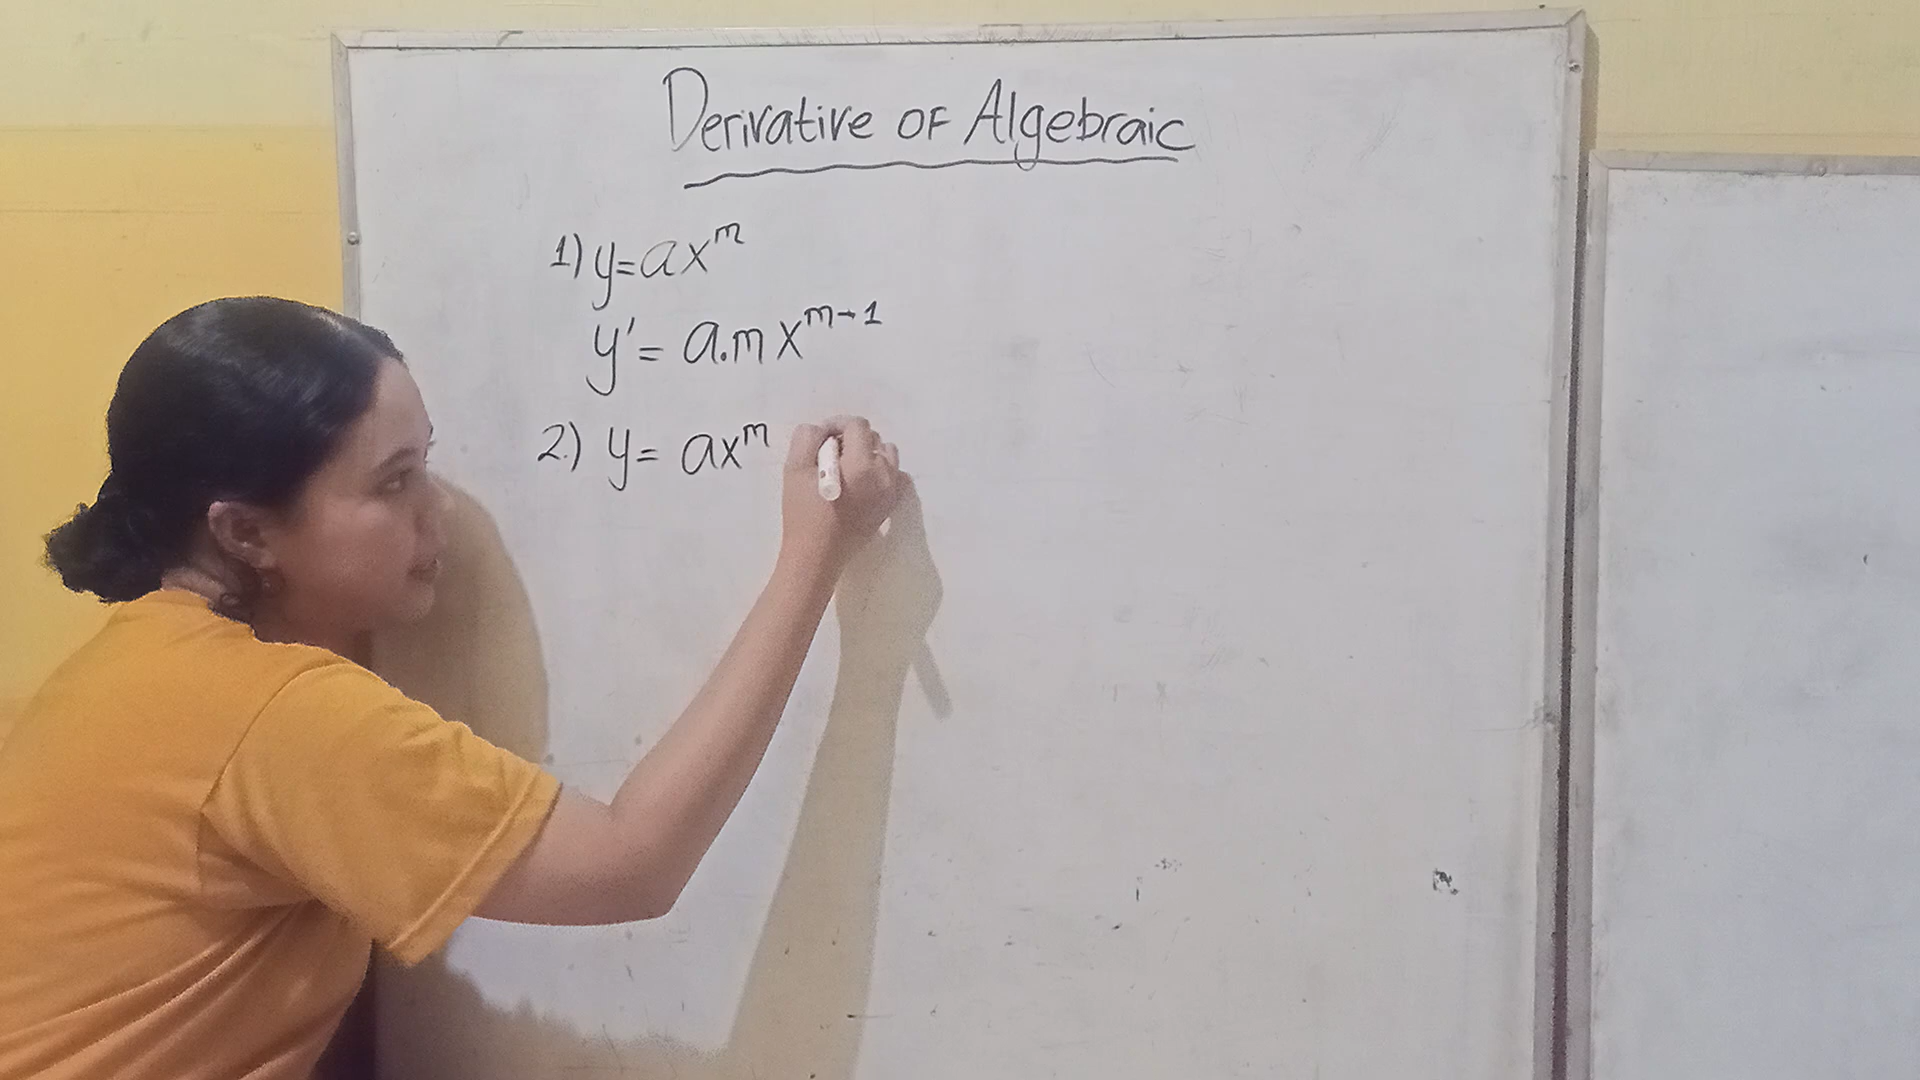 Derivative of Algebraic
1) y=ax^m
y'= a.m x^m-1
2.) y= ax^m